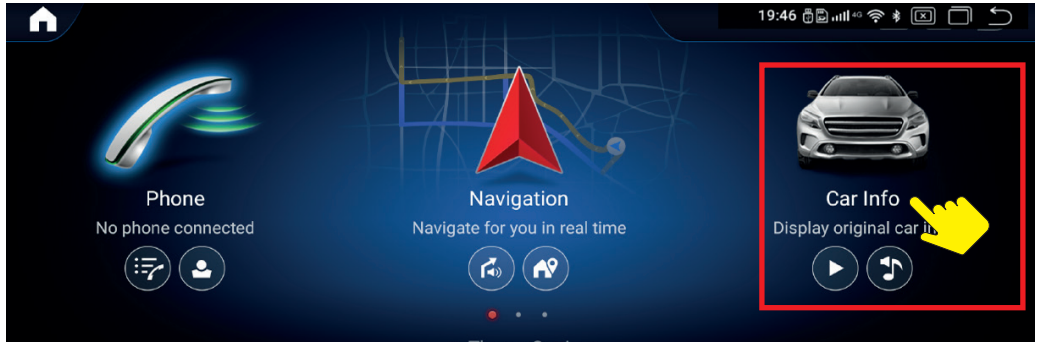 19:46 4G
Phone
No phone connected
Navigation
Navigate for you in real time
Car Info
Display original car